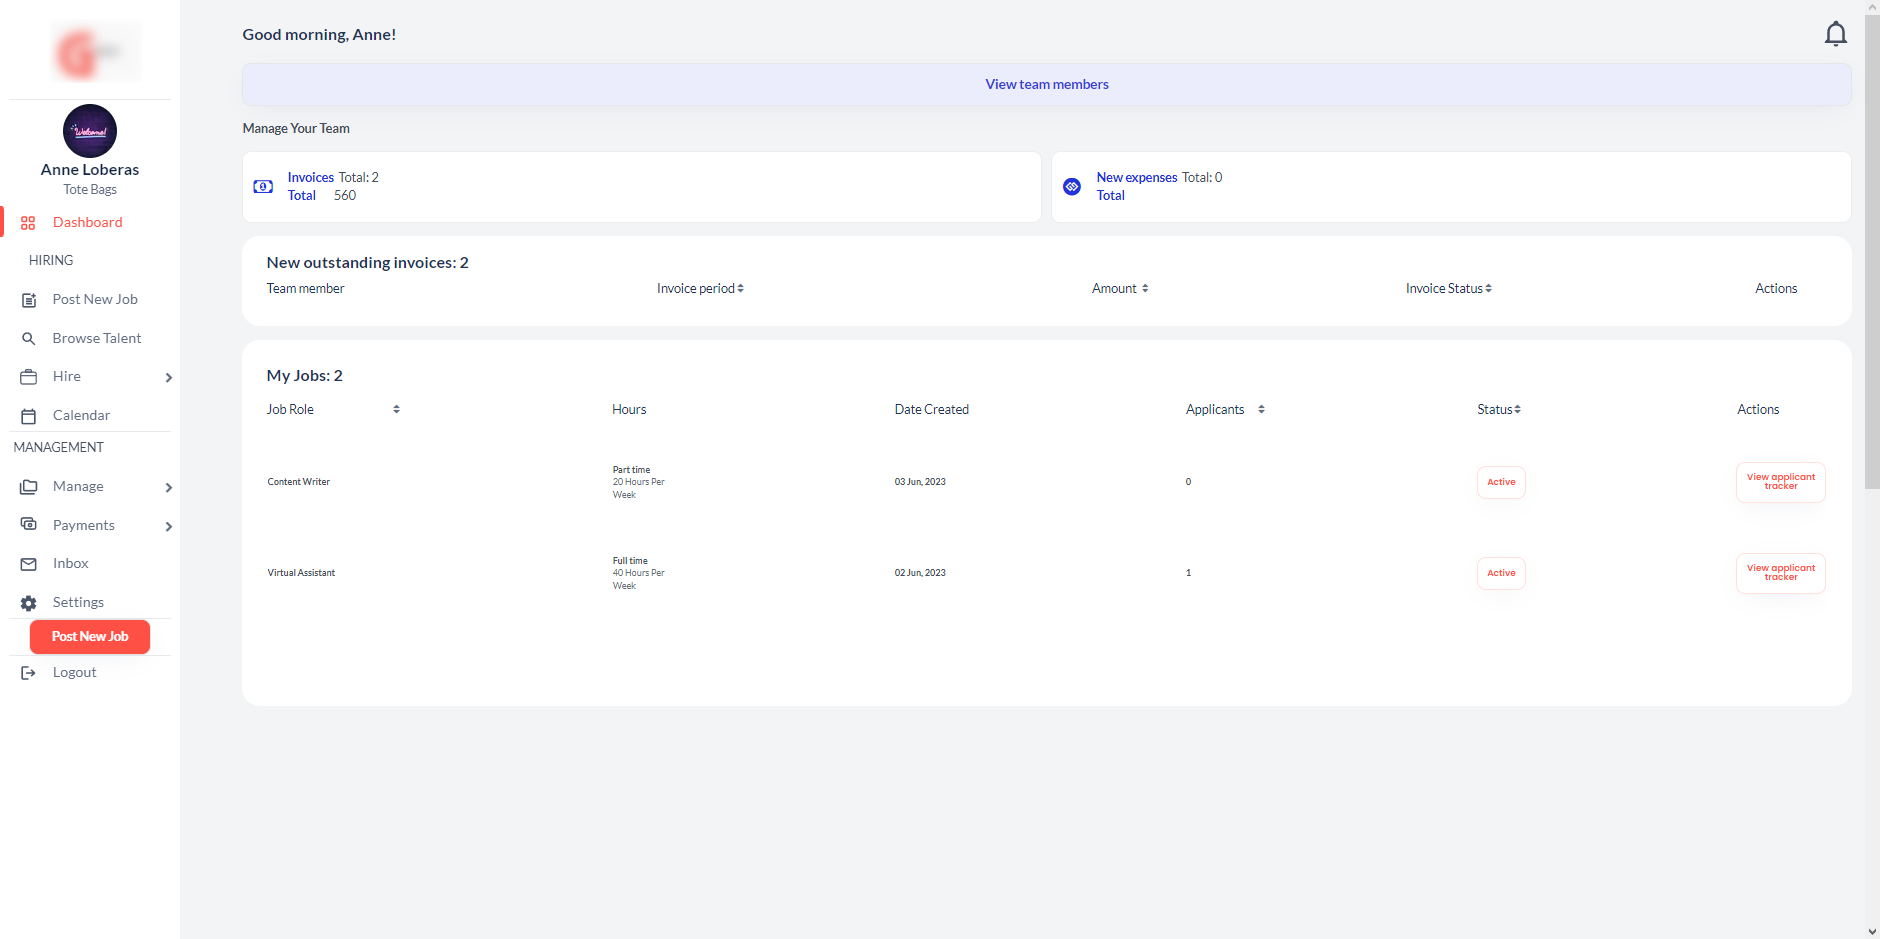 Welcome!
Anne Loberas
Tote Bags
Dashboard
HIRING
Post New Job
Browse Talent
Hire
Calendar
MANAGEMENT
Manage
Payments
Inbox
Settings
Post New Job
Logout
Good morning, Anne!
View team members
Manage Your Team
Invoices Total: 2
Total 560
New expenses Total: 0
Total
New outstanding invoices: 2
Team member Invoice period Amount Invoice Status Actions
My Jobs: 2
Job Role Hours Date Created Applicants Status Actions
Content Writer
Part time
20 Hours Per
Week
03 Jun, 2023
0
Active
View applicant
tracker
Virtual Assistant
Full time
40 Hours Per
Week
02 Jun, 2023
1
Active
View applicant
tracker